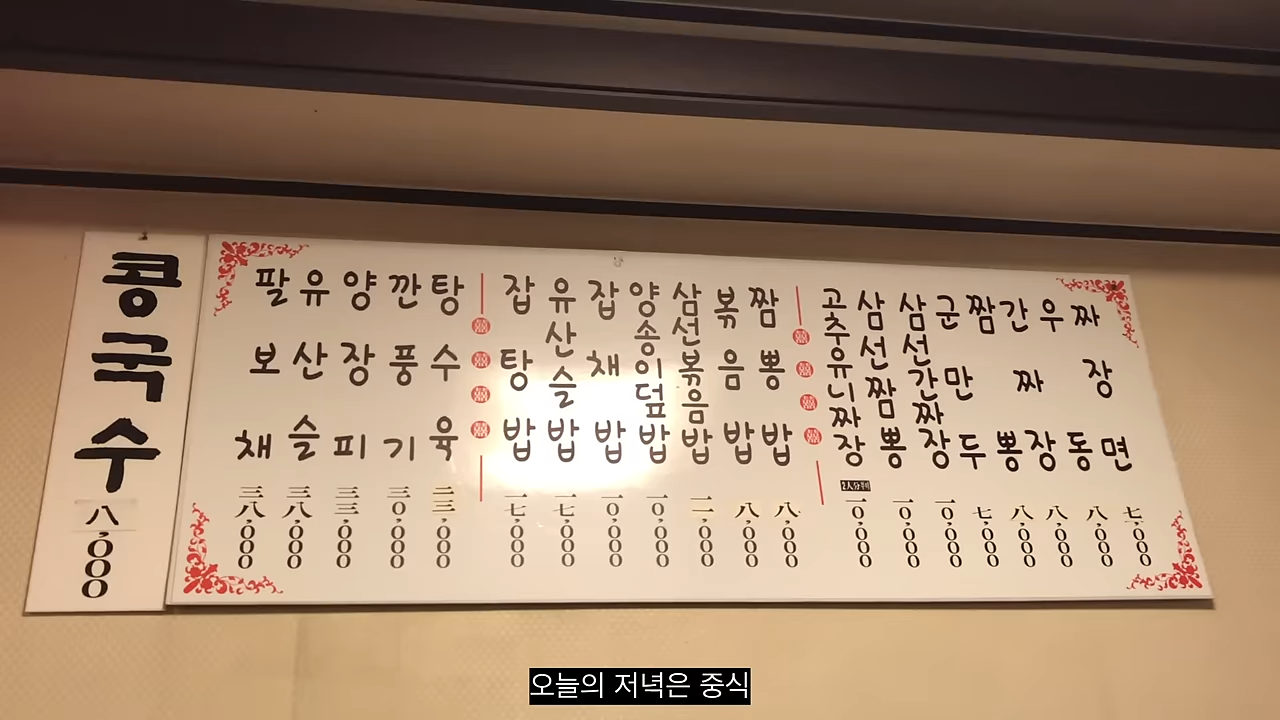 짜장면 七,000
우동 八,000
간짜장 八,000
짬뽕 八,000
군만두 七,000
삼선간짜장 一0,000
삼선짬뽕 一0,000
고추유니짜장 2人分 一0,000
짬뽕밥 八,000
볶음밥 八,000
삼선볶음밥 一一,000
양송이덮밥 一0,000
잡채밥 一0,000
유산슬밥 一七,000
잡탕밥 一七,000
탕수육 二三,000
깐풍기 三0,000
양장피 三三,000
유산슬 三八,000
팔보채 三八,000
콩국수 八,000
오늘의 저녁은 중식